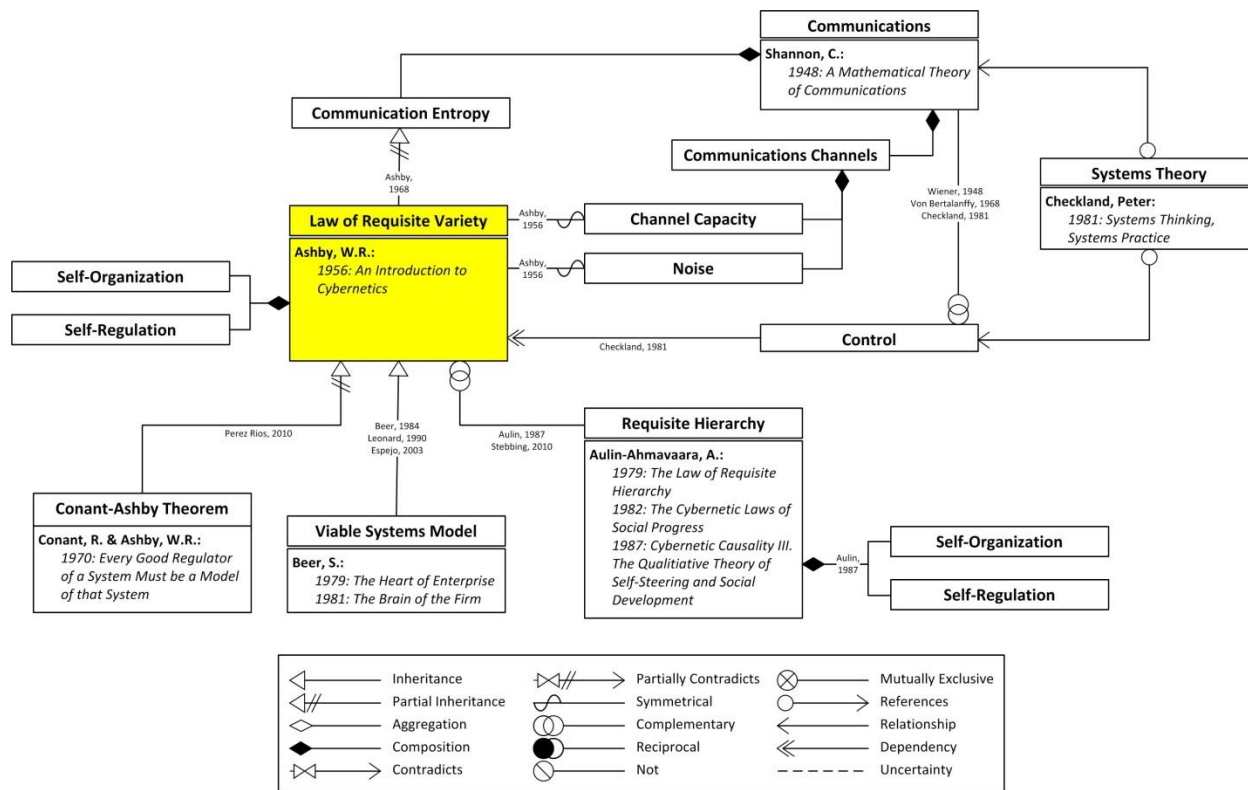 Communications
Shannon, C.:
1948: A Mathematical Theory
of Communications
Communication Entropy
Communications Channels
Ashby,
1968
Wiener, 1948
Von Bertalanffy, 1968
Checkland, 1981
Systems Theory
Checkland, Peter:
1981: Systems Thinking,
Systems Practice
Law of Requisite Variety
Ashby, W.R.:
1956: An Introduction to
Cybernetics
Ashby,
1956
Channel Capacity
Ashby,
1956
Noise
Self-Organization
Self-Regulation
Checkland, 1981
Control
Perez Rios, 2010
Beer, 1984
Leonard, 1990
Espejo, 2003
Aulin, 1987
Stebbing, 2010
Requisite Hierarchy
Aulin-Ahmavaara, A.:
1979: The Law of Requisite
Hierarchy
1982: The Cybernetic Laws of
Social Progress
1987: Cybernetic Causality III.
The Qualitiative Theory of
Self-Steering and Social
Development
Conant-Ashby Theorem
Conant, R. & Ashby, W.R.:
1970: Every Good Regulator
of a System Must be a Model
of that System
Viable Systems Model
Beer, S.:
1979: The Heart of Enterprise
1981: The Brain of the Firm
Aulin,
1987
Self-Organization
Self-Regulation
Inheritance
Partial Inheritance
Aggregation
Composition
Contradicts
Partially Contradicts
Symmetrical
Complementary
Reciprocal
Not
Mutually Exclusive
References
Relationship
Dependency
Uncertainty